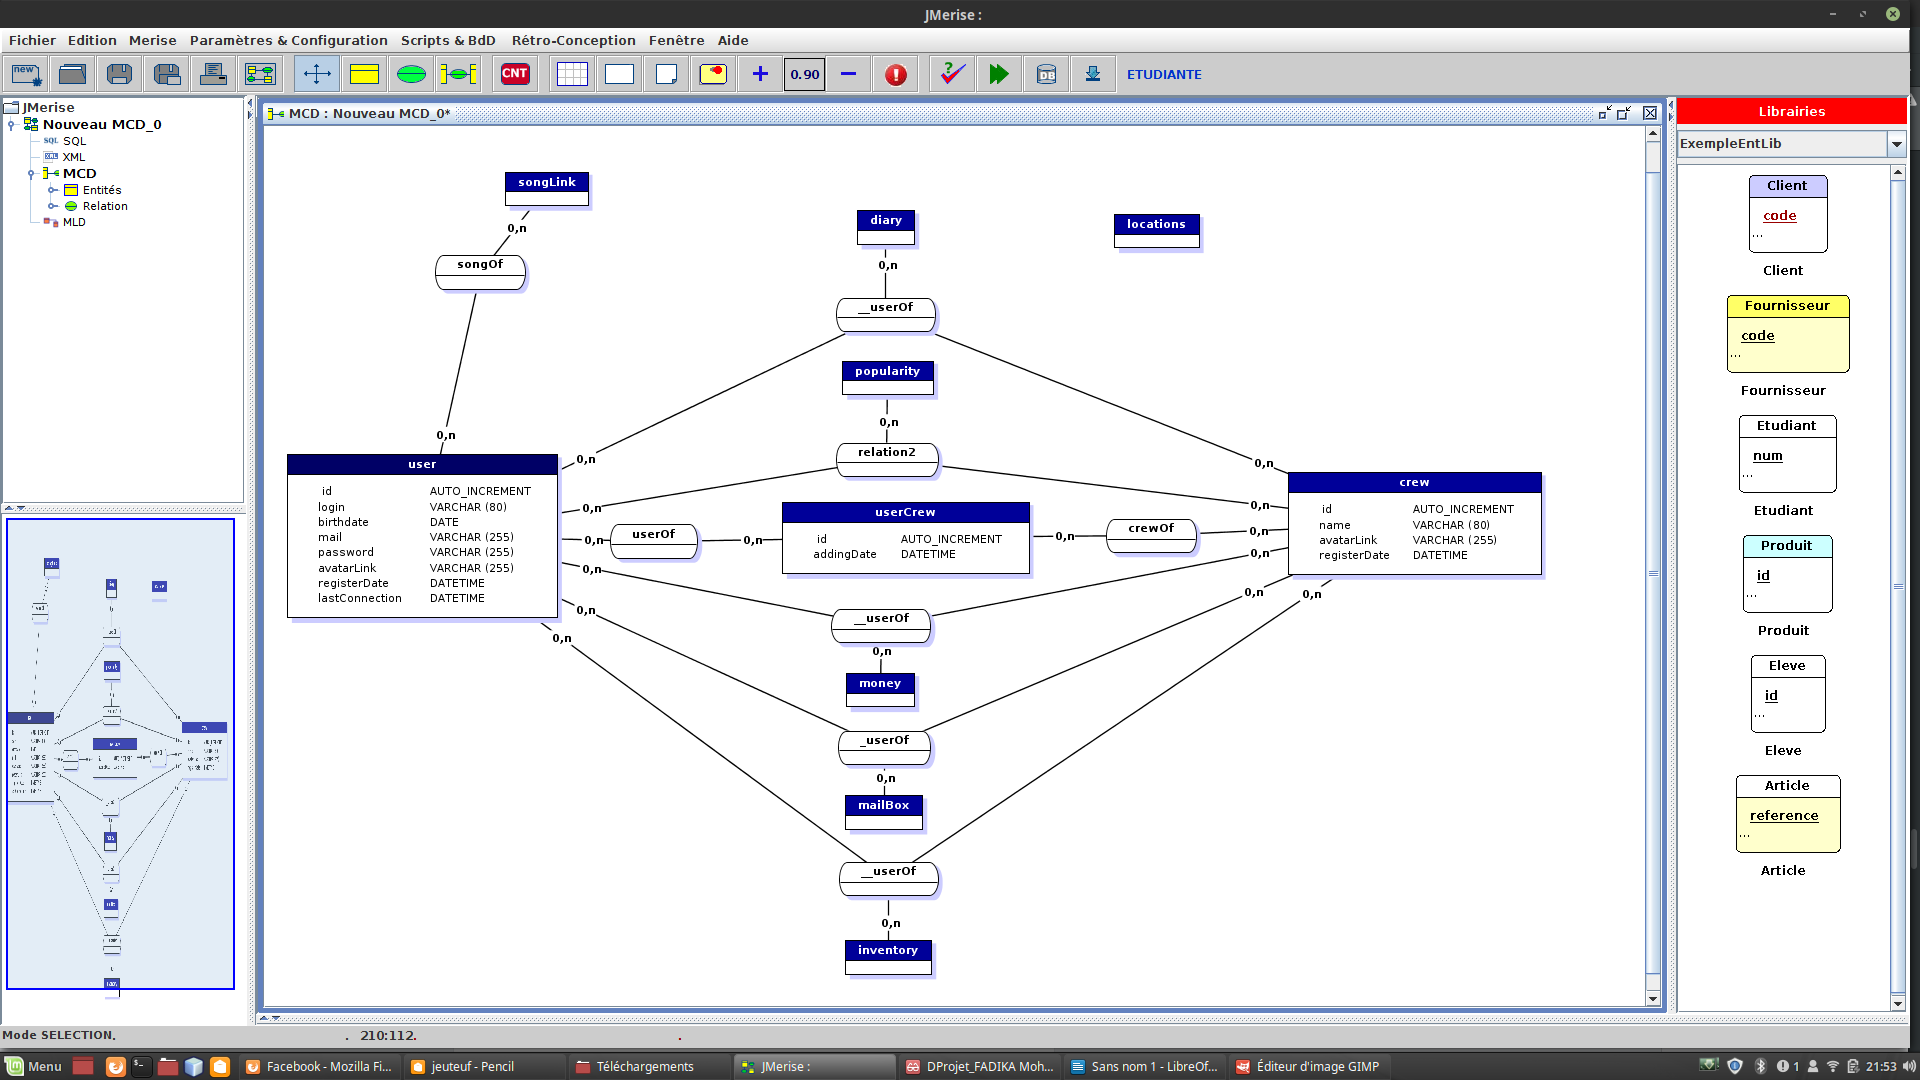 JMerise :
Fichier Edition Merise Paramètres & Configuration Scripts & BdD Rétro-Conception Fenêtre Aide
new CNT 0.90 DB ETUDIANTE
JMerise
Nouveau MCD_0
SQL SQL
XML XML
MCD
Entités
Relation
MLD
MCD : Nouveau MCD_0*
songLink
0,n
songOf
0,n
diary
0,n
__userOf
0,n
0,n
locations
popularity
0,n
relation2
0,n
0,n
user
id AUTO_INCREMENT
login VARCHAR (80)
birthdate DATE
mail VARCHAR (255)
password VARCHAR (255)
avatarLink VARCHAR (255)
registerDate DATETIME
lastConnection DATETIME
0,n
userOf
0,n
userCrew
id AUTO_INCREMENT
addingDate DATETIME
0,n
crewOf
0,n
crew
id AUTO_INCREMENT
name VARCHAR (80)
avatarLink VARCHAR (255)
registerDate DATETIME
0,n
0,n
__userOf
0,n
money
0,n
0,n
_userOf
0,n
mailBox
0,n
0,n
__userOf
0,n
inventory
Librairies
ExempleEntLib
Client
code
...
Client
Fournisseur
code
...
Fournisseur
Etudiant
num
...
Etudiant
Produit
id
...
Produit
Eleve
id
...
Eleve
Article
reference
...
Article
Mode SELECTION. . 210:112. .
Menu Facebook - Mozilla Fi... jeuteuf - Pencil Téléchargements JMerise : DProjet_FADIKA Moh... Sans nom 1 - LibreOf... Éditeur d'image GIMP 1 21:53